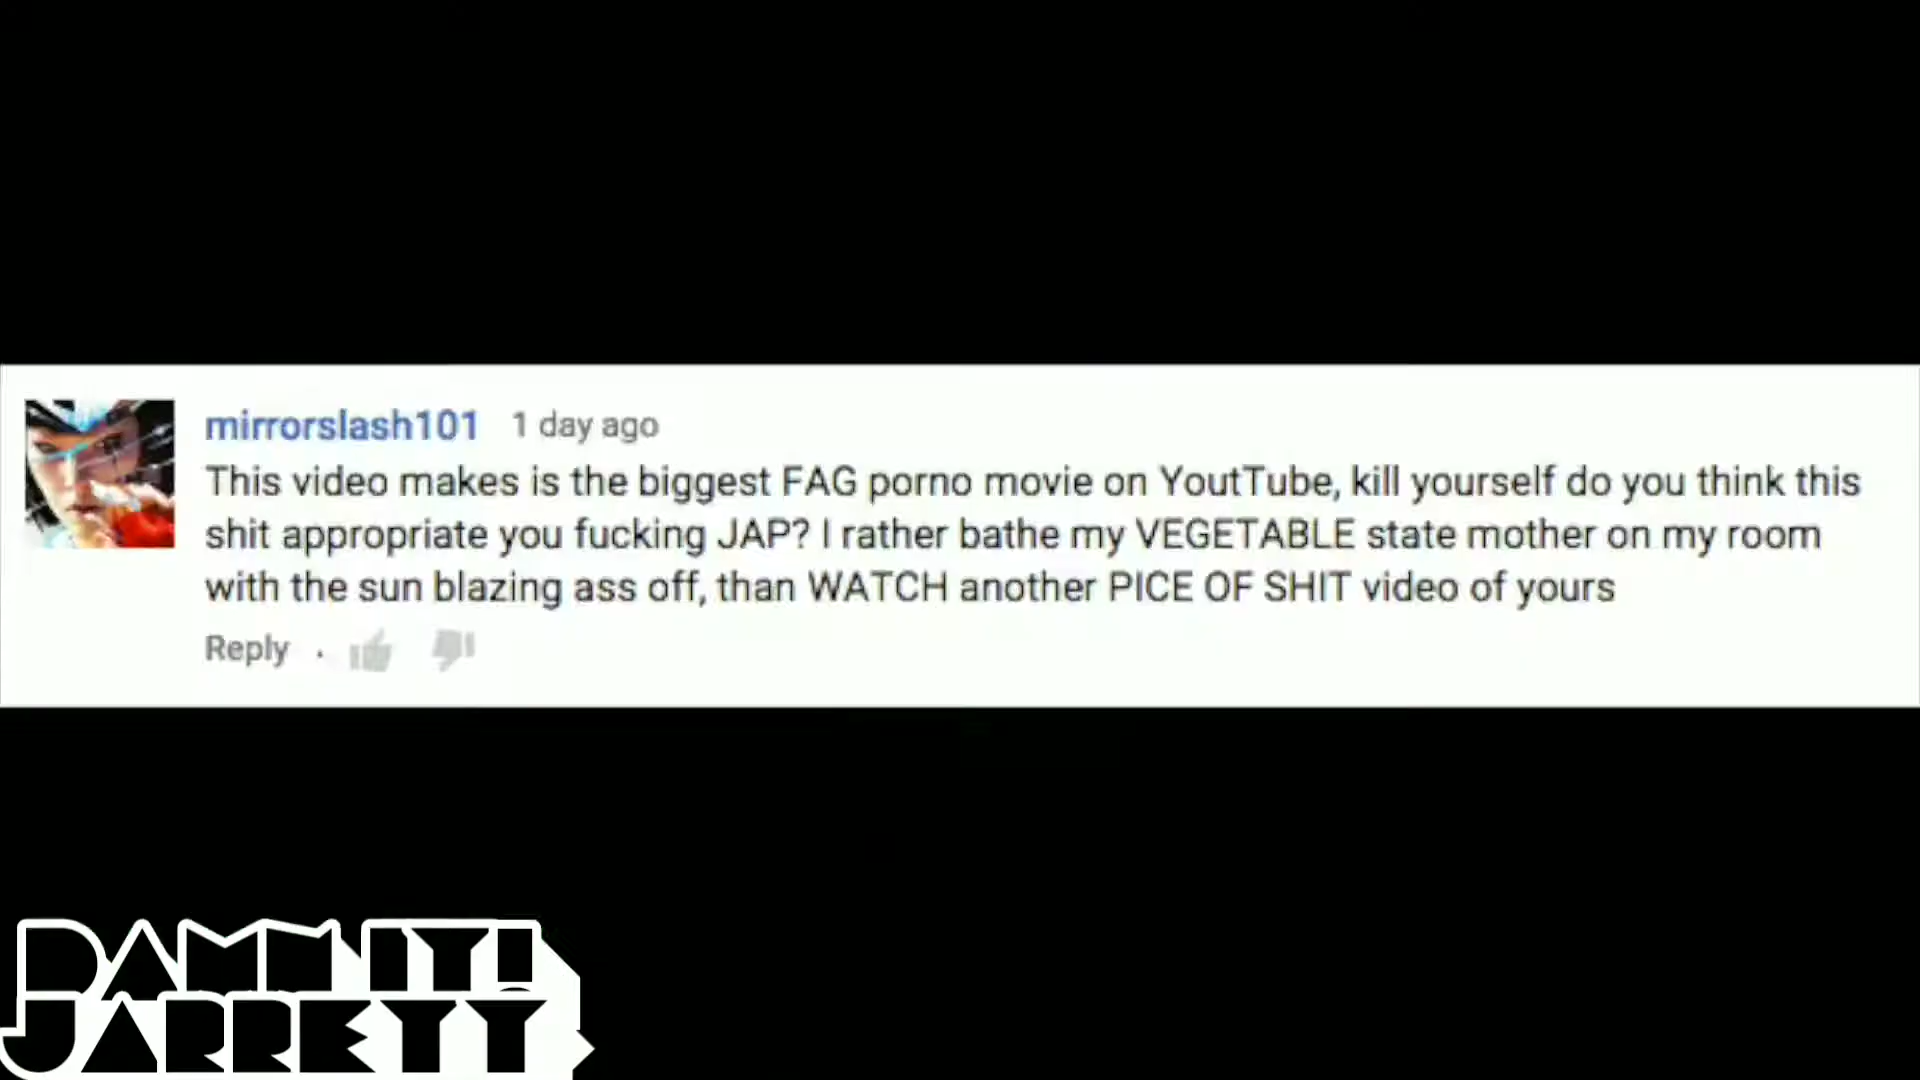 mirrorslash101 1 day ago
This video makes is the biggest FAG porno movie on YoutTube, kill yourself do you think this
shit appropriate you fucking JAP? I rather bathe my VEGETABLE state mother on my room
with the sun blazing ass off, than WATCH another PICE OF SHIT video of yours
Reply .
DAMN IT!
JARRETT